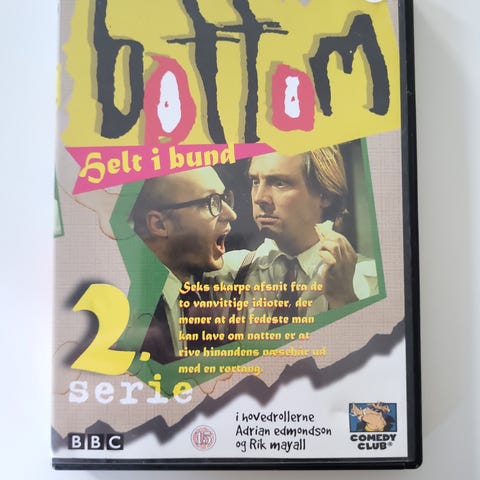 bottom
Helt i bund
Seks skarpe afsnit fra de
to vanvittige idioter, der
mener at det fedeste man
kan lave om natten er at
rive hinandens næsehår ud
med en rørtang.
2.
serie
BBC
15
i hovedrollerne
Adrian edmondson
og Rik mayall
COMEDY
CLUB®